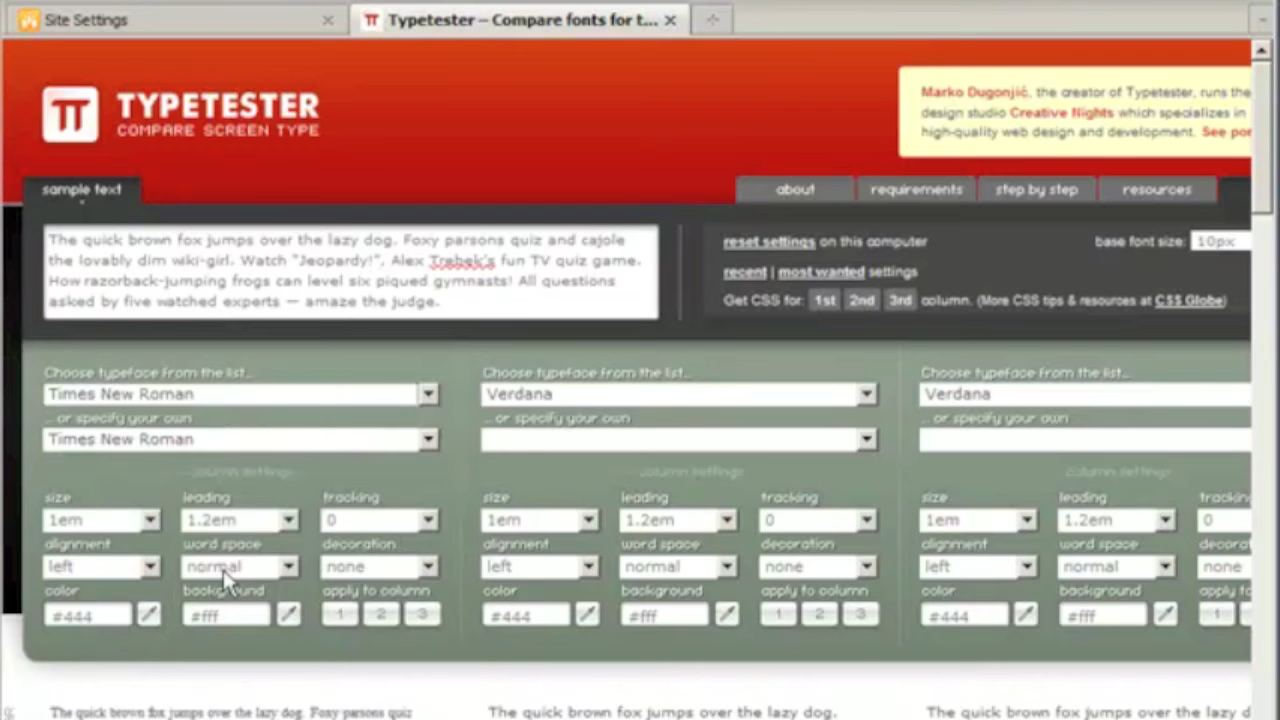 Site Settings
Typetester – Compare fonts for t...
TYPETESTER
COMPARE SCREEN TYPE
Marko Dugonjić, the creator of Typetester, runs the
design studio Creative Nights which specializes in
high-quality web design and development. See por
sample text
about
requirements
step by step
resources
The quick brown fox jumps over the lazy dog. Foxy parsons quiz and cajole
the lovably dim wiki-girl. Watch "Jeopardy!", Alex Trebek's fun TV quiz game.
How razorback-jumping frogs can level six piqued gymnasts! All questions
asked by five watched experts — amaze the judge.
reset settings on this computer
base font size: 10px
recent | most wanted settings
Get CSS for: 1st 2nd 3rd column. (More CSS tips & resources at CSS Globe)
Choose typeface from the list... Choose typeface from the list... Choose typeface from the list...
Times New Roman Verdana Verdana
... or specify your own ... or specify your own ... or specify your own
Times New Roman
column settings column settings column settings
size leading tracking size leading tracking size leading tracking
1em 1.2em 0 1em 1.2em 0 1em 1.2em 0
alignment word space decoration alignment word space decoration alignment word space decorat
left normal none left normal none left normal none
color background apply to column color background apply to column color background apply to
#444 #fff 1 2 3 #444 #fff 1 2 3 #444 #fff 1
The quick brown fox jumps over the lazy dog. Foxy parsons quiz The quick brown fox jumps over the lazy dog. The quick brown fox jumps over the lazy d